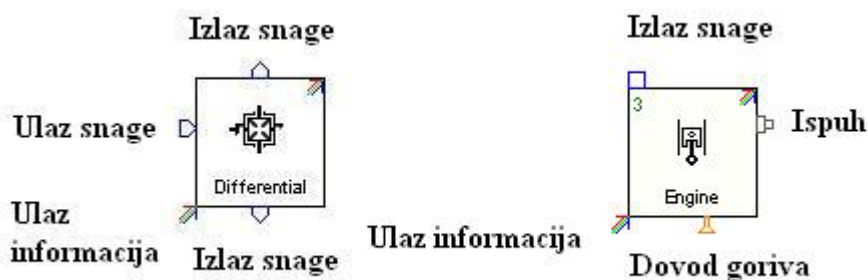 Izlaz snage
Ulaz snage
Differential
Ulaz
informacija
Izlaz snage
Izlaz snage
3
Ispuh
Engine
Ulaz informacija
Dovod goriva